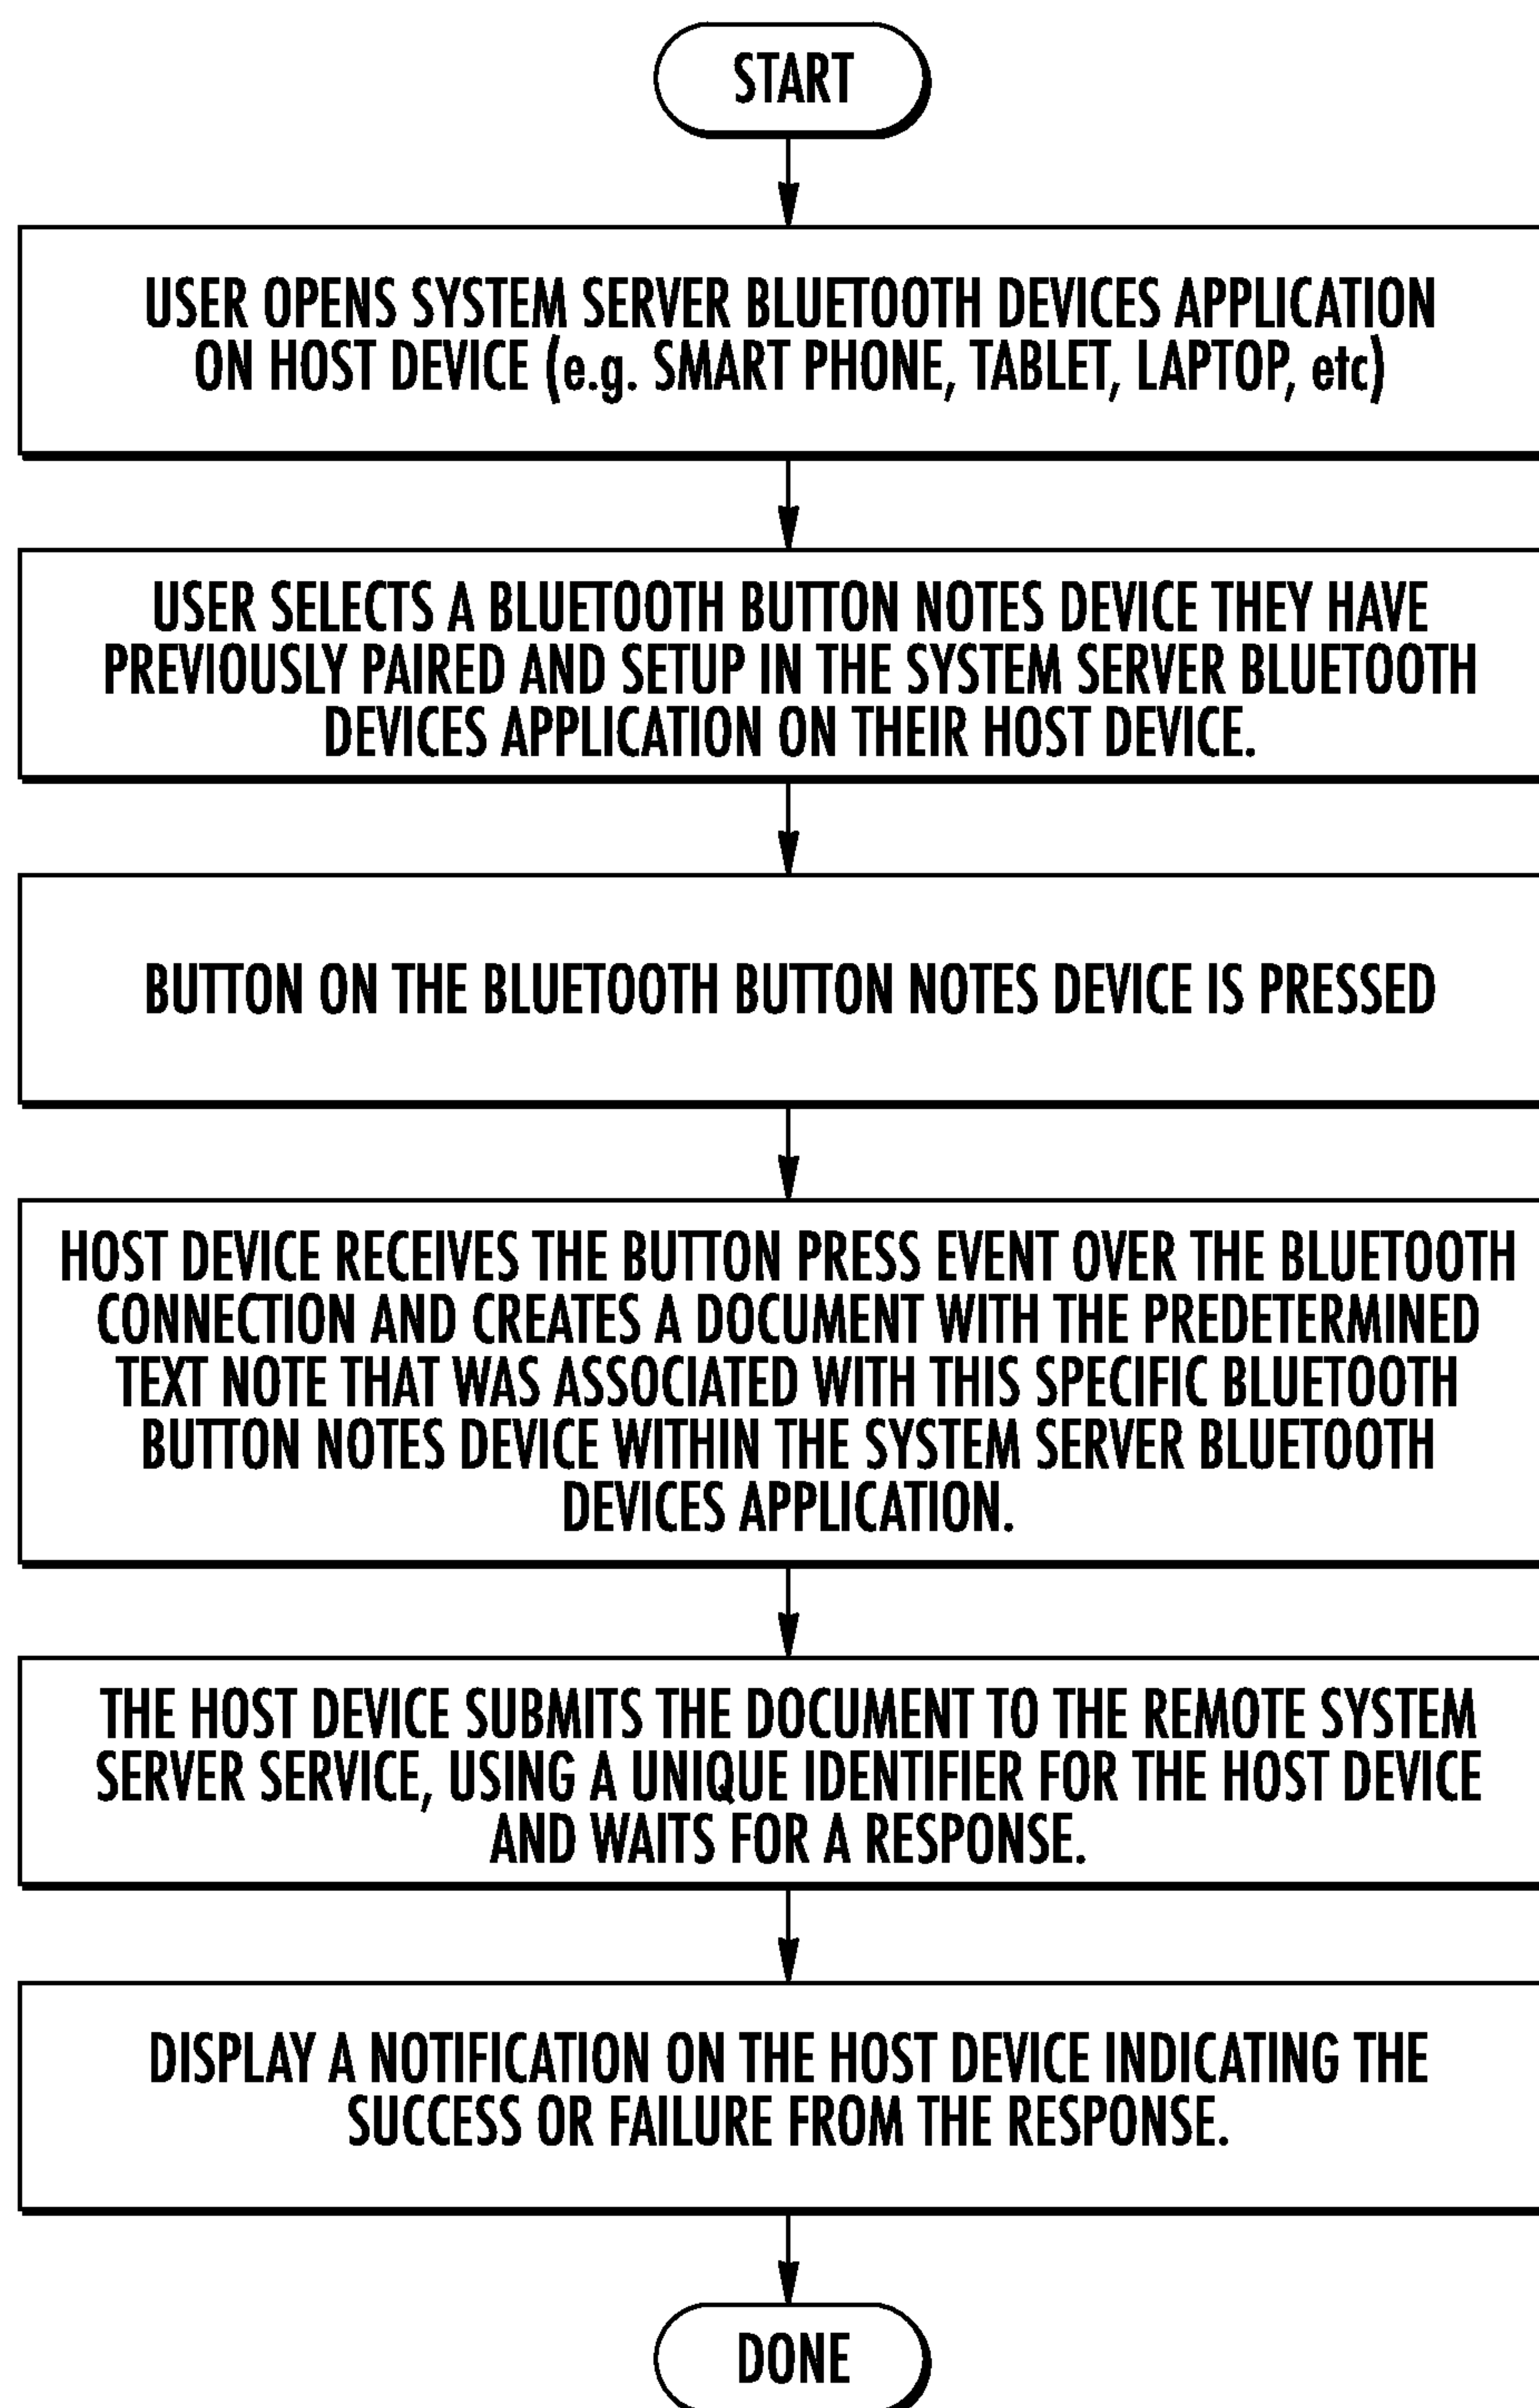 START
USER OPENS SYSTEM SERVER BLUETOOTH DEVICES APPLICATION
ON HOST DEVICE (e.g. SMART PHONE, TABLET, LAPTOP, etc)
USER SELECTS A BLUETOOTH BUTTON NOTES DEVICE THEY HAVE
PREVIOUSLY PAIRED AND SETUP IN THE SYSTEM SERVER BLUETOOTH
DEVICES APPLICATION ON THEIR HOST DEVICE.
BUTTON ON THE BLUETOOTH BUTTON NOTES DEVICE IS PRESSED
HOST DEVICE RECEIVES THE BUTTON PRESS EVENT OVER THE BLUETOOTH
CONNECTION AND CREATES A DOCUMENT WITH THE PREDETERMINED
TEXT NOTE THAT WAS ASSOCIATED WITH THIS SPECIFIC BLUETOOTH
BUTTON NOTES DEVICE WITHIN THE SYSTEM SERVER BLUETOOTH
DEVICES APPLICATION.
THE HOST DEVICE SUBMITS THE DOCUMENT TO THE REMOTE SYSTEM
SERVER SERVICE, USING A UNIQUE IDENTIFIER FOR THE HOST DEVICE
AND WAITS FOR A RESPONSE.
DISPLAY A NOTIFICATION ON THE HOST DEVICE INDICATING THE
SUCCESS OR FAILURE FROM THE RESPONSE.
DONE